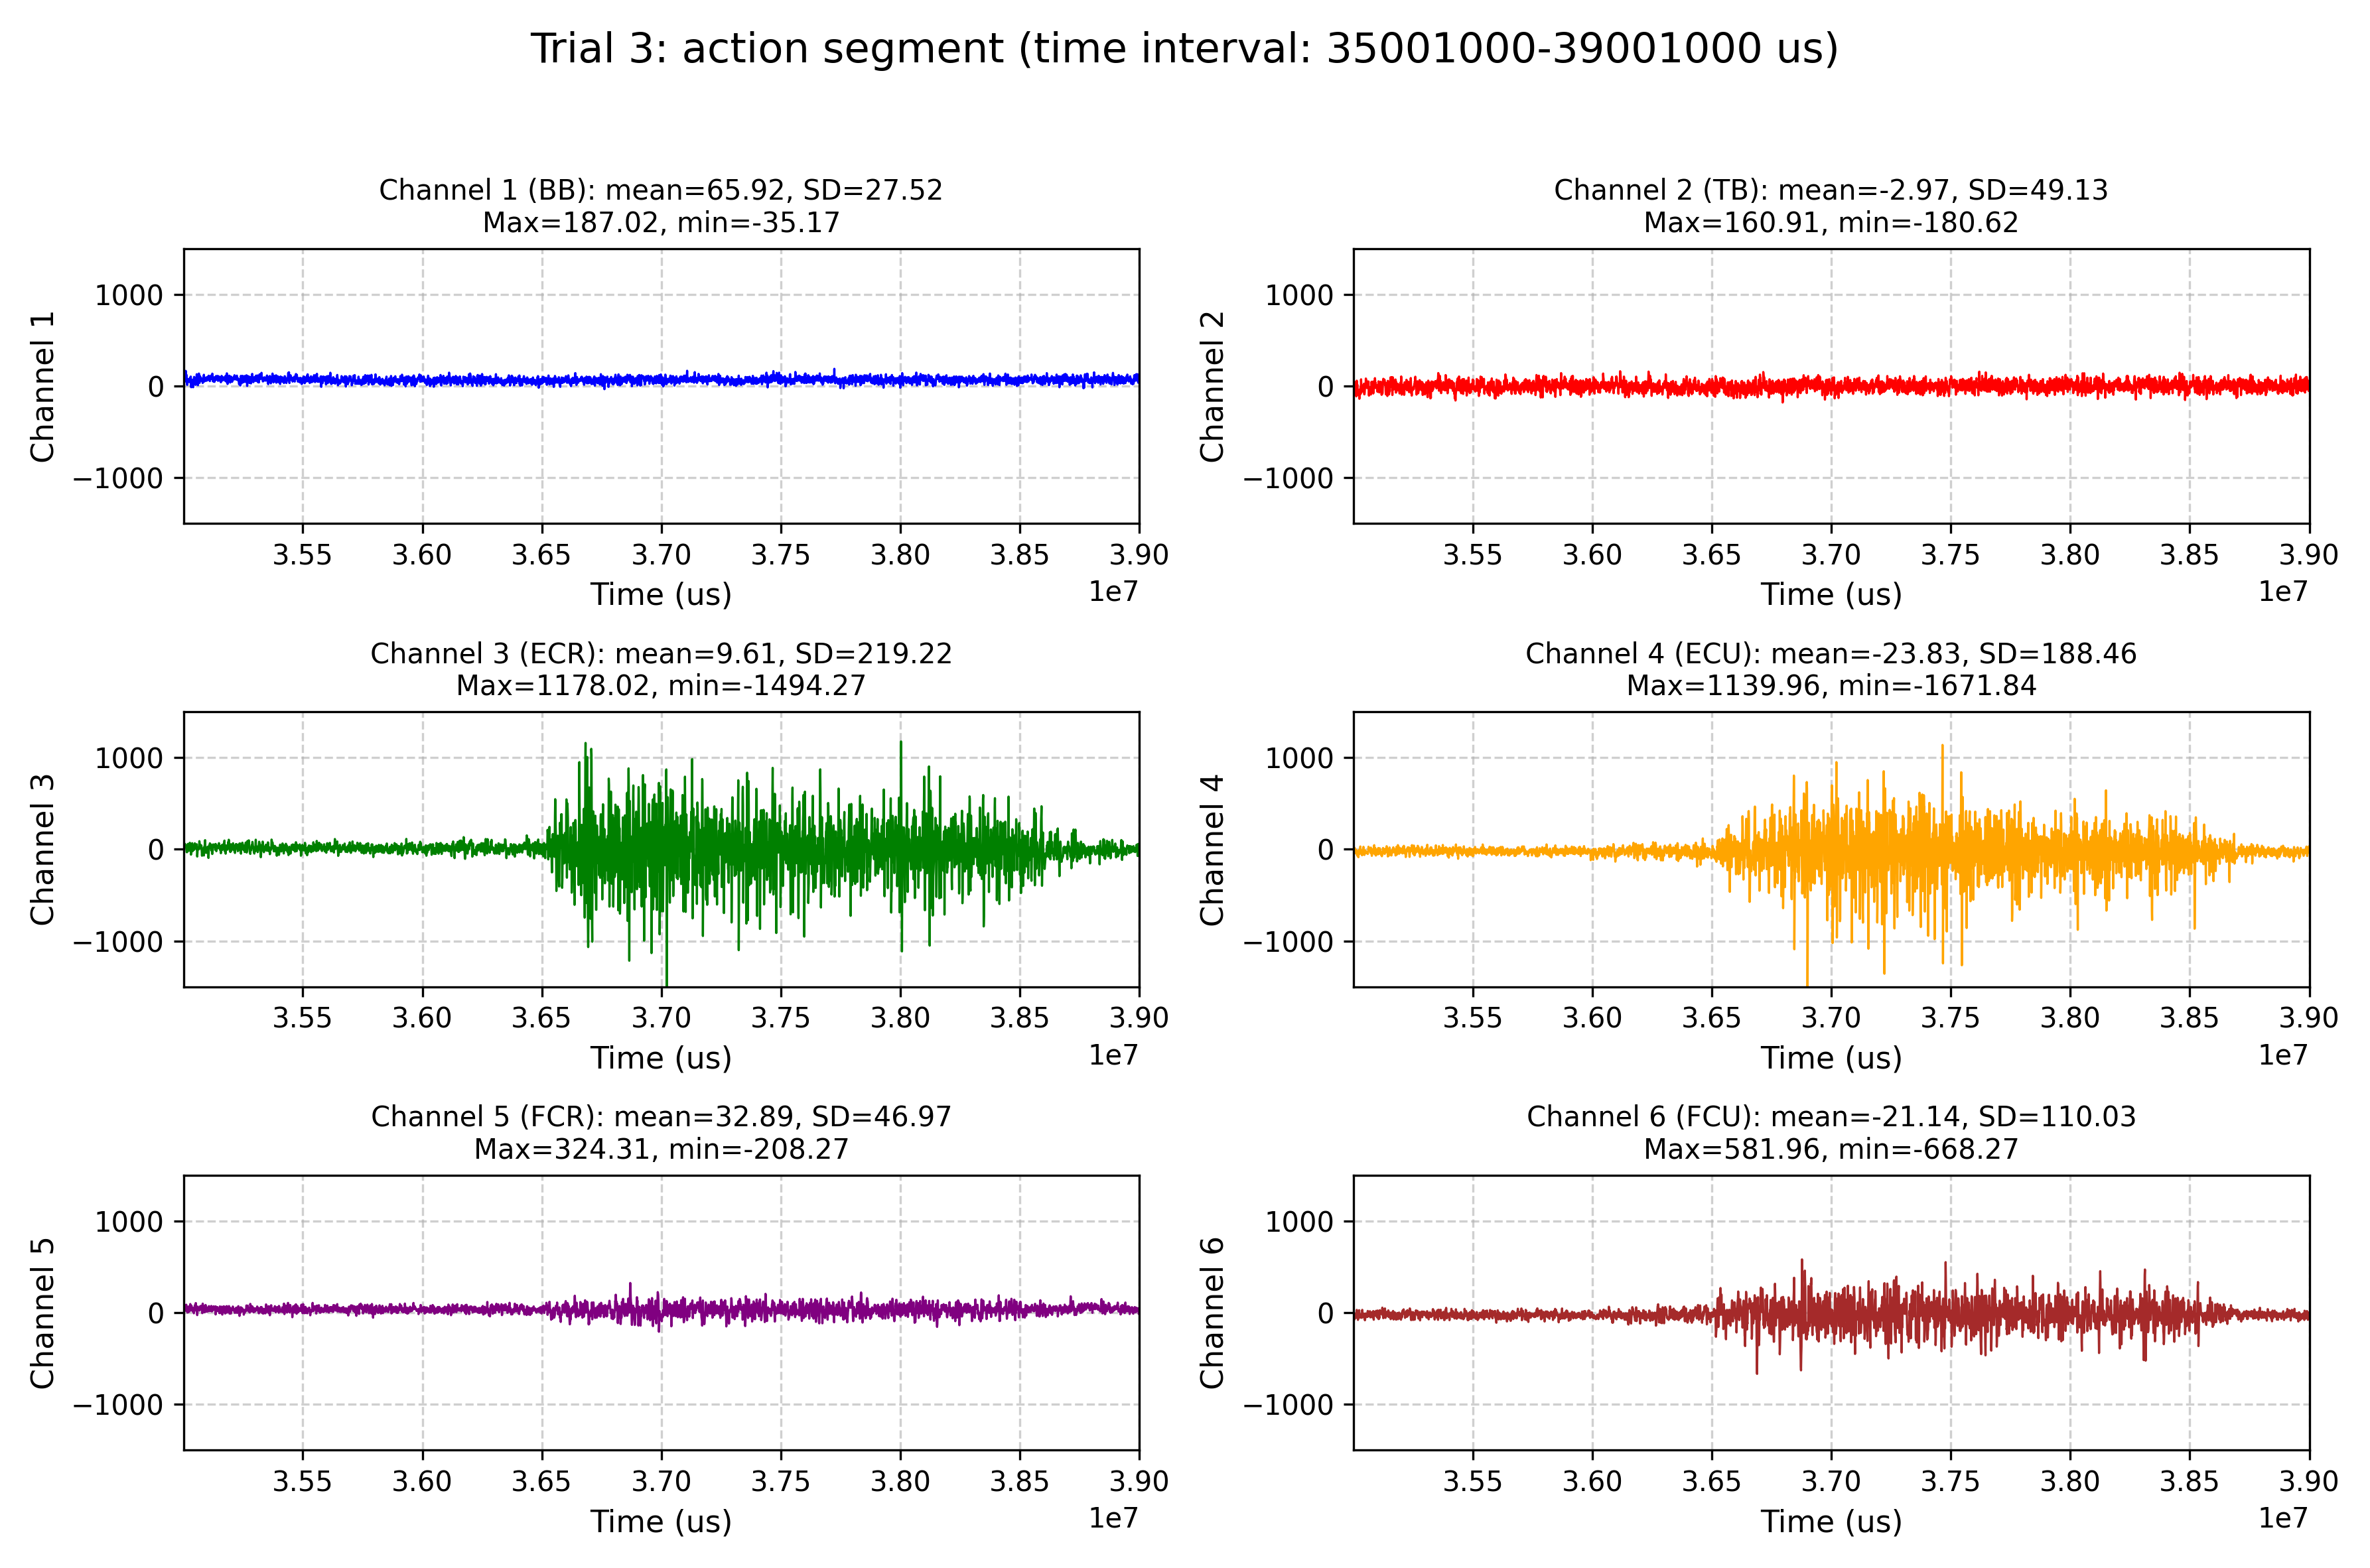 Trial 3: action segment (time interval: 35001000-39001000 us)
Channel 1 (BB): mean=65.92, SD=27.52
Max=187.02, min=-35.17
Channel 1
1000
0
−1000
3.55 3.60 3.65 3.70 3.75 3.80 3.85 3.90
Time (us)
1e7
Channel 2 (TB): mean=-2.97, SD=49.13
Max=160.91, min=-180.62
Channel 2
1000
0
−1000
3.55 3.60 3.65 3.70 3.75 3.80 3.85 3.90
Time (us)
1e7
Channel 3 (ECR): mean=9.61, SD=219.22
Max=1178.02, min=-1494.27
Channel 3
1000
0
−1000
3.55 3.60 3.65 3.70 3.75 3.80 3.85 3.90
Time (us)
1e7
Channel 4 (ECU): mean=-23.83, SD=188.46
Max=1139.96, min=-1671.84
Channel 4
1000
0
−1000
3.55 3.60 3.65 3.70 3.75 3.80 3.85 3.90
Time (us)
1e7
Channel 5 (FCR): mean=32.89, SD=46.97
Max=324.31, min=-208.27
Channel 5
1000
0
−1000
3.55 3.60 3.65 3.70 3.75 3.80 3.85 3.90
Time (us)
1e7
Channel 6 (FCU): mean=-21.14, SD=110.03
Max=581.96, min=-668.27
Channel 6
1000
0
−1000
3.55 3.60 3.65 3.70 3.75 3.80 3.85 3.90
Time (us)
1e7